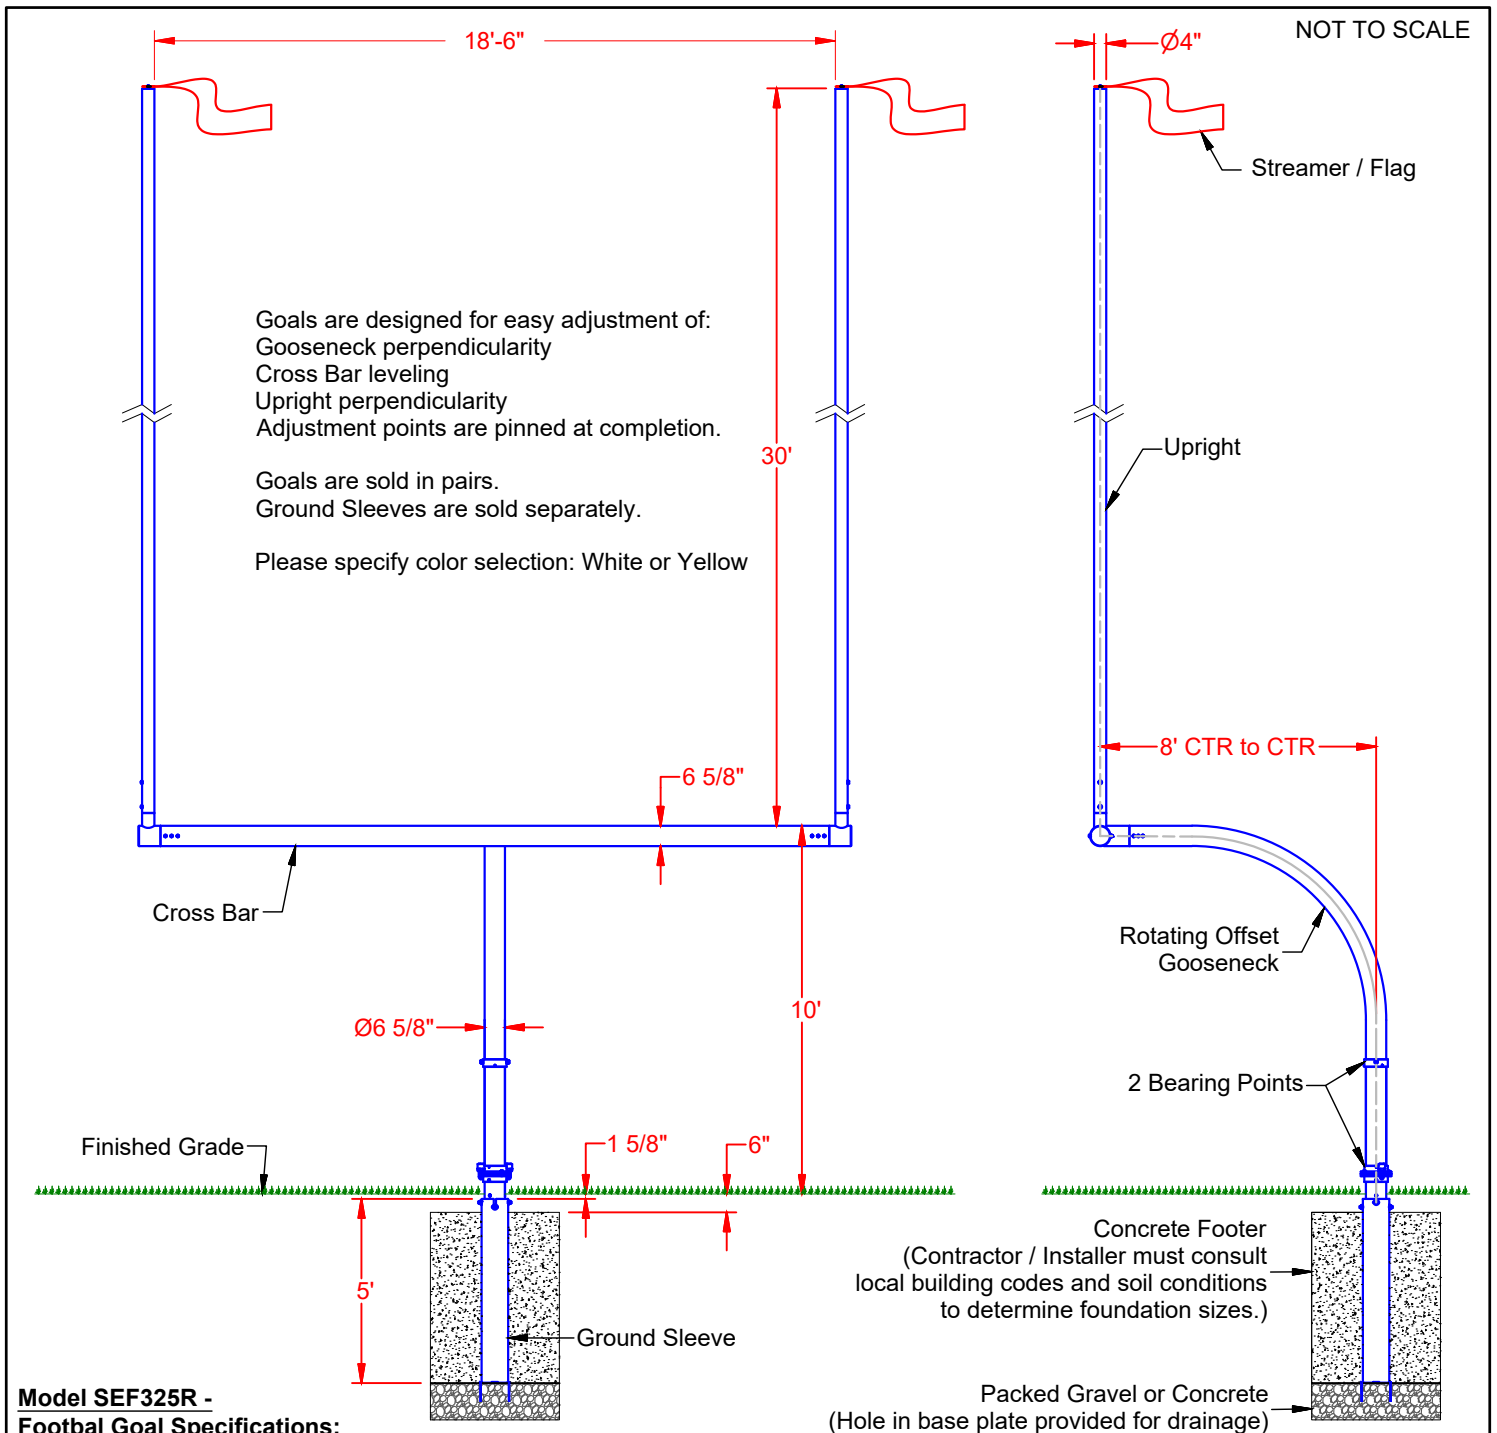 NOT TO SCALE
18'-6"
Ø4"
Streamer / Flag
Goals are designed for easy adjustment of:
Gooseneck perpendicularity
Cross Bar leveling
Upright perpendicularity
Adjustment points are pinned at completion.
Goals are sold in pairs.
Ground Sleeves are sold separately.
Please specify color selection: White or Yellow
30'
Upright
8' CTR to CTR
6 5/8"
Cross Bar
Rotating Offset
Gooseneck
10'
Ø6 5/8"
2 Bearing Points
Finished Grade
1 5/8"
6"
5'
Ground Sleeve
Concrete Footer
(Contractor / Installer must consult
local building codes and soil conditions
to determine foundation sizes.)
Packed Gravel or Concrete
(Hole in base plate provided for drainage)
Model SEF325R -
Footbal Goal Specifications: